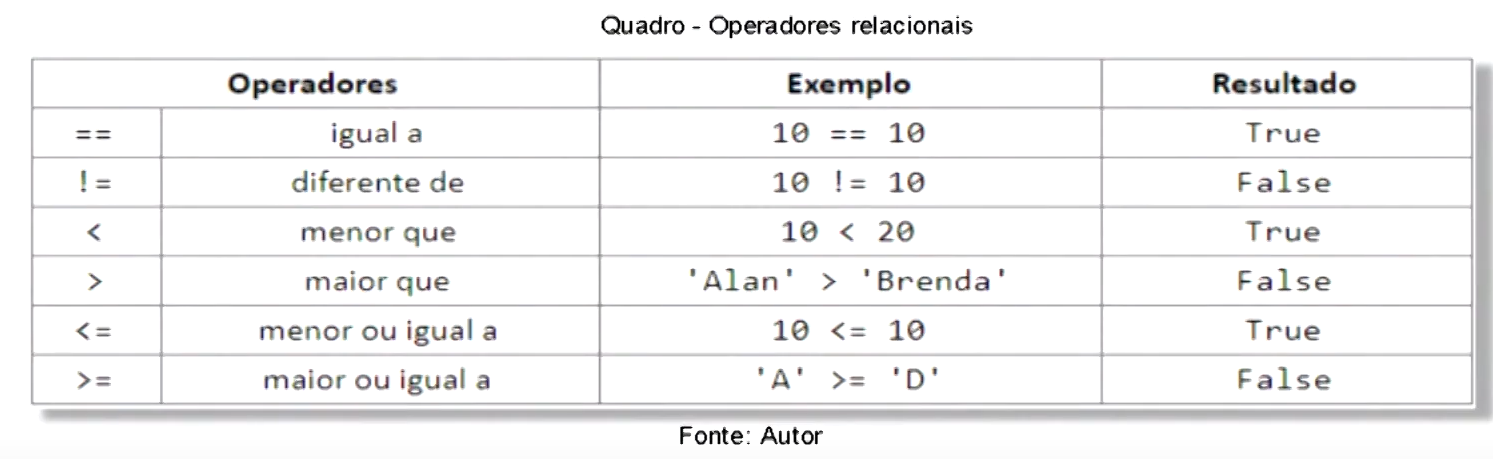 Quadro - Operadores relacionais
Operadores Exemplo Resultado
== igual a 10 == 10 True
!= diferente de 10 != 10 False
< menor que 10 < 20 True
> maior que 'Alan' > 'Brenda' False
<= menor ou igual a 10 <= 10 True
>= maior ou igual a 'A' >= 'D' False
Fonte: Autor